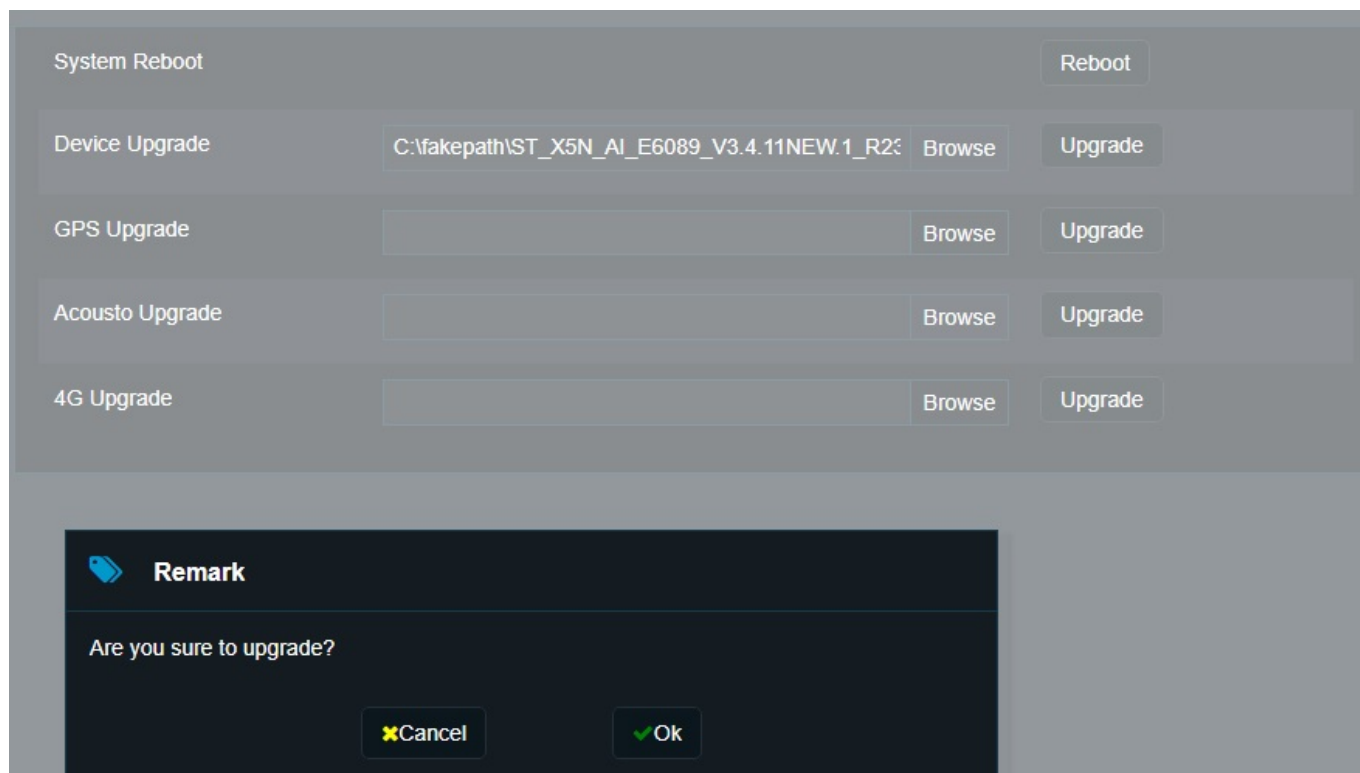 System Reboot Reboot
Device Upgrade C:\fakepath\ST_X5N_AI_E6089_V3.4.11NEW.1_R23 Browse Upgrade
GPS Upgrade Browse Upgrade
Acousto Upgrade Browse Upgrade
4G Upgrade Browse Upgrade
Remark
Are you sure to upgrade?
Cancel Ok